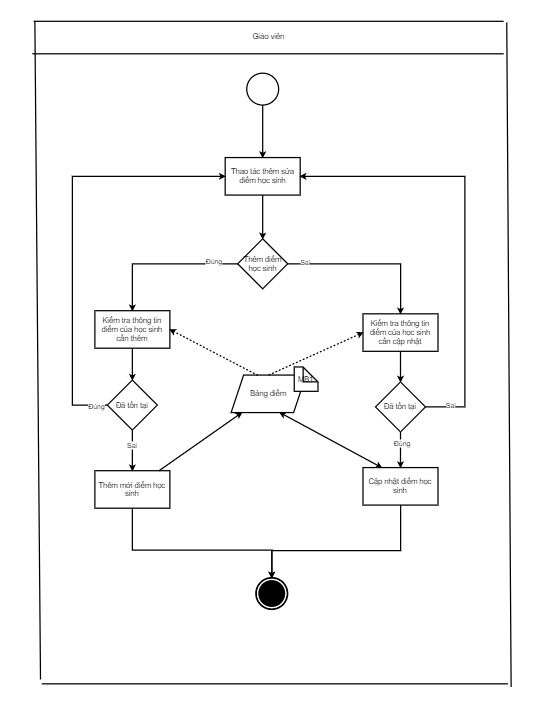 Giáo viên
Thao tác thêm sửa
điểm học sinh
Thêm điểm
học sinh
Đúng
Sai
Kiểm tra thông tin
điểm của học sinh
cần thêm
Kiểm tra thông tin
điểm của học sinh
cần cập nhật
Bảng điểm
MB1
Đã tồn tại
Đúng
Sai
Đã tồn tại
Sai
Đúng
Thêm mới điểm học
sinh
Cập nhật điểm học
sinh